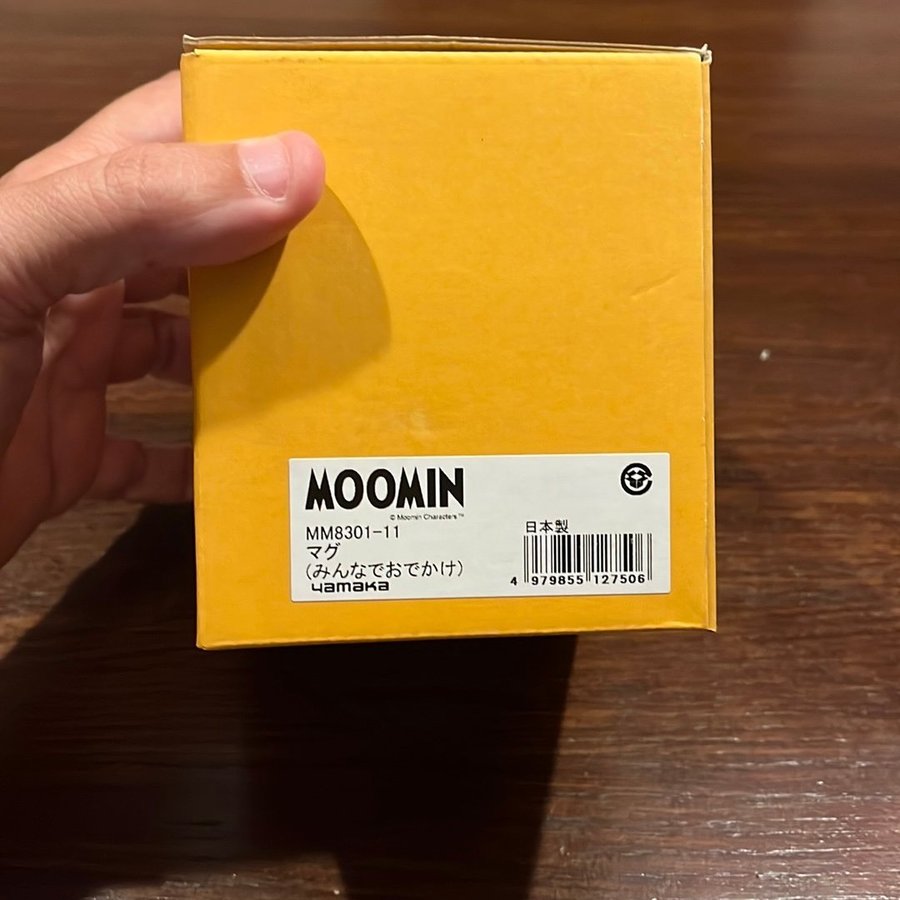 MOOMIN
© Moomin Characters™
MM8301-11
マグ
(みんなでおでかけ)
yamaka
日本製
4 979855 127506